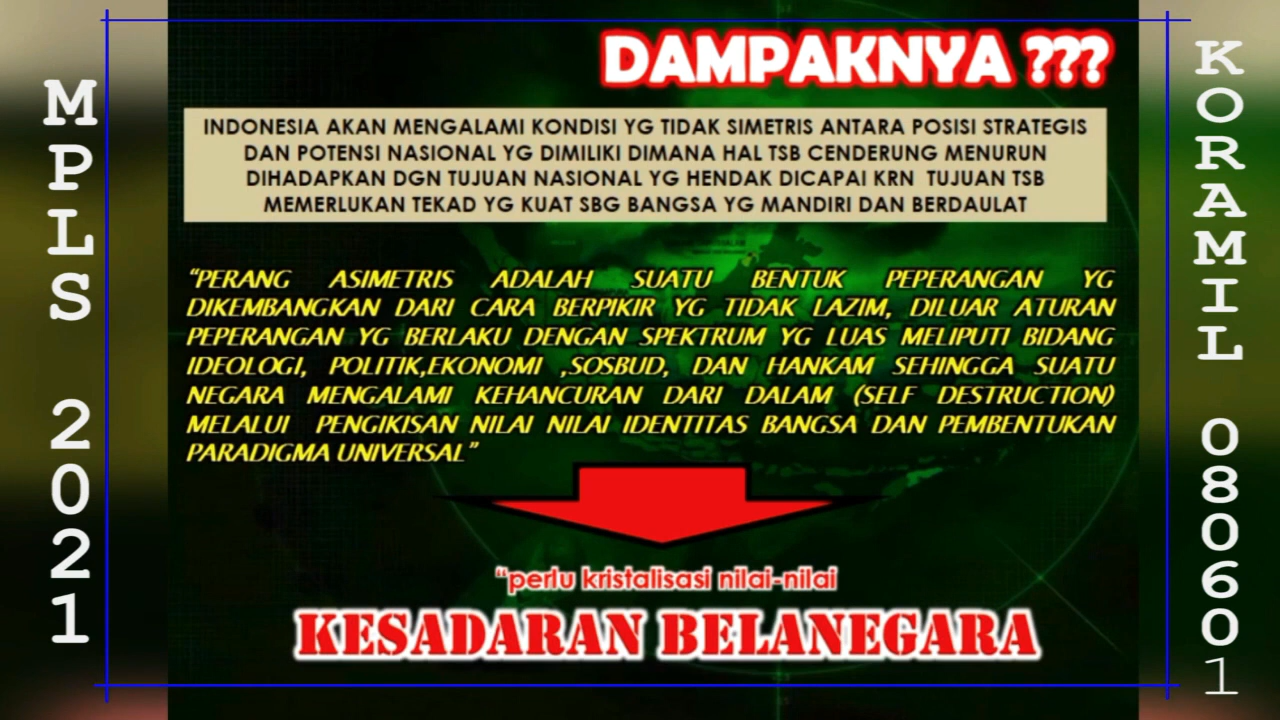 MPLS 2021
DAMPAKNYA ???
INDONESIA AKAN MENGALAMI KONDISI YG TIDAK SIMETRIS ANTARA POSISI STRATEGIS
DAN POTENSI NASIONAL YG DIMILIKI DIMANA HAL TSB CENDERUNG MENURUN
DIHADAPKAN DGN TUJUAN NASIONAL YG HENDAK DICAPAI KRN TUJUAN TSB
MEMERLUKAN TEKAD YG KUAT SBG BANGSA YG MANDIRI DAN BERDAULAT
“PERANG ASIMETRIS ADALAH SUATU BENTUK PEPERANGAN YG
DIKEMBANGKAN DARI CARA BERPIKIR YG TIDAK LAZIM, DILUAR ATURAN
PEPERANGAN YG BERLAKU DENGAN SPEKTRUM YG LUAS MELIPUTI BIDANG
IDEOLOGI, POLITIK,EKONOMI ,SOSBUD, DAN HANKAM SEHINGGA SUATU
NEGARA MENGALAMI KEHANCURAN DARI DALAM (SELF DESTRUCTION)
MELALUI PENGIKISAN NILAI NILAI IDENTITAS BANGSA DAN PEMBENTUKAN
PARADIGMA UNIVERSAL”
“perlu kristalisasi nilai-nilai
KESADARAN BELANEGARA
KORAMIL 080601